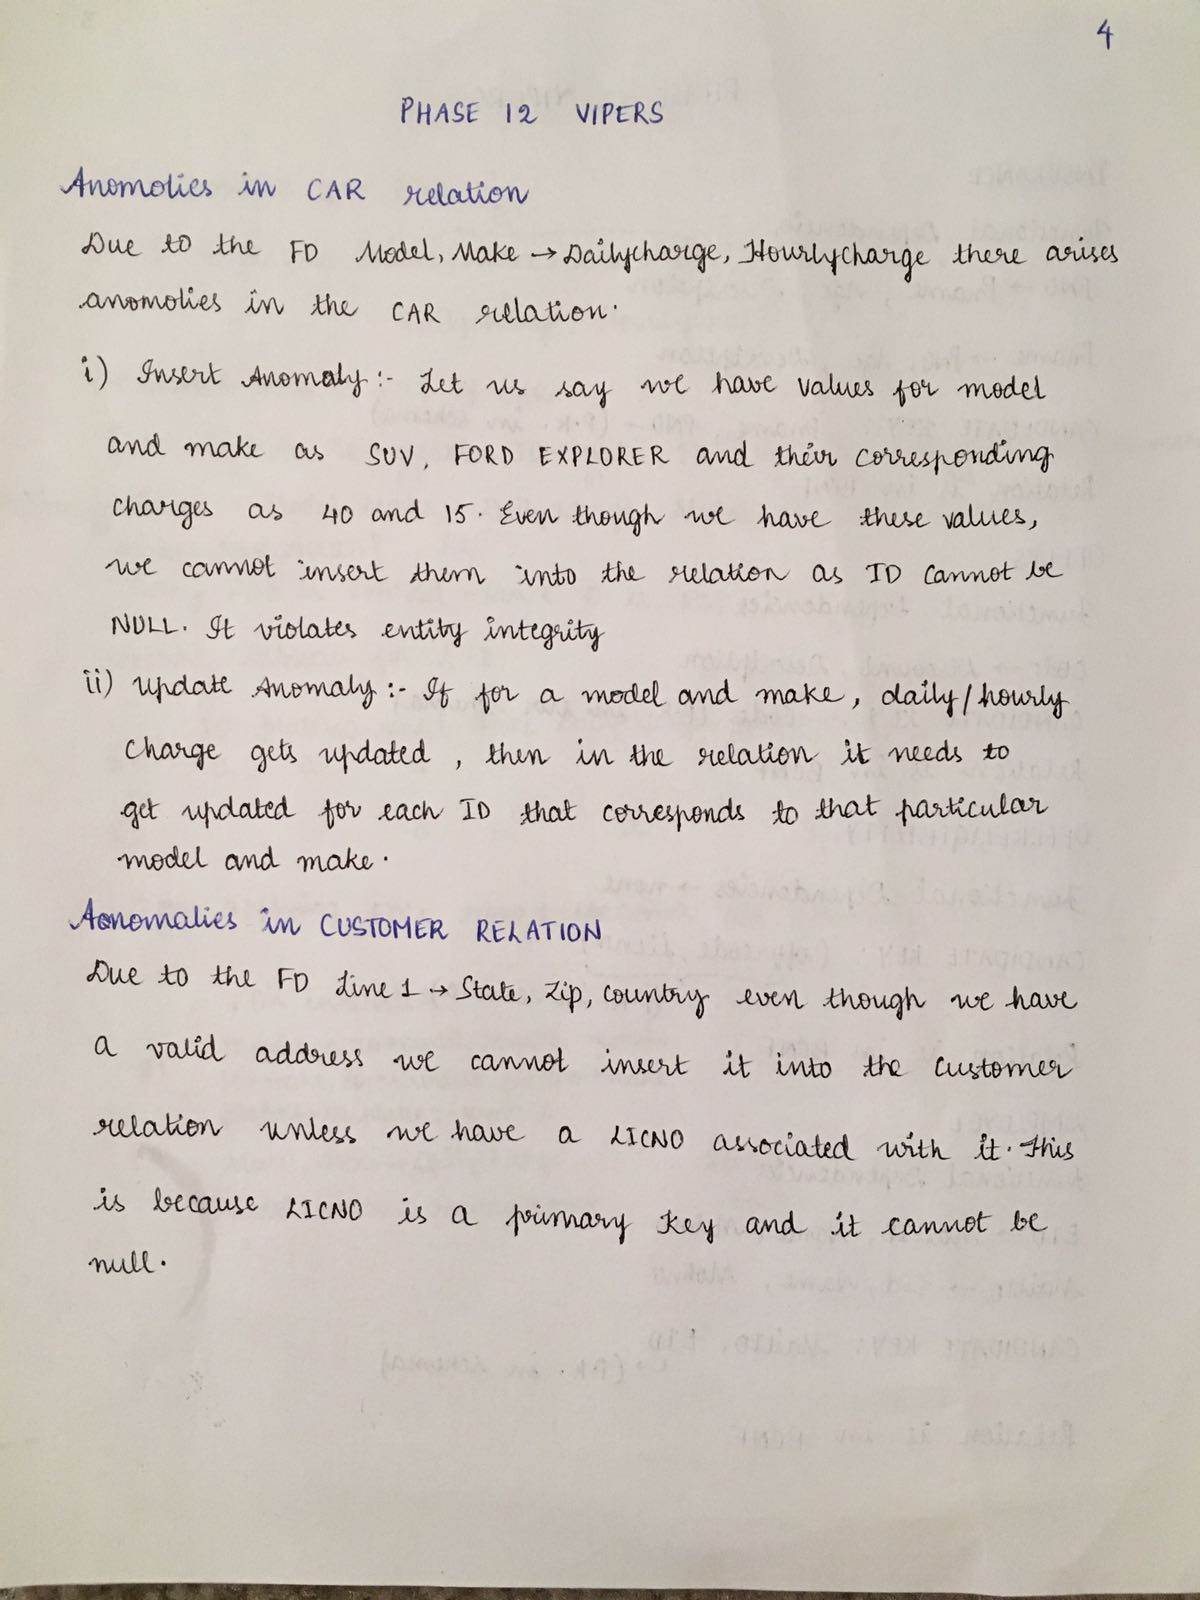 4
PHASE 12 VIPERS
Anomolies in CAR relation
Due to the FD Model, Make → Dailycharge, Hourlycharge there arises
anomolies in the CAR relation.
i) Insert Anomaly :- Let us say we have values for model
and make as SUV, FORD EXPLORER and their corresponding
charges as 40 and 15. Even though we have these values,
we cannot insert them into the relation as ID cannot be
NULL. It violates entity integrity
ii) Update Anomaly :- If for a model and make, daily/hourly
charge gets updated, then in the relation it needs to
get updated for each ID that corresponds to that particular
model and make.
Anomalies in CUSTOMER RELATION
Due to the FD Line 1 → State, Zip, Country even though we have
a valid address we cannot insert it into the Customer
relation unless we have a LICNO associated with it. This
is because LICNO is a primary key and it cannot be
null.